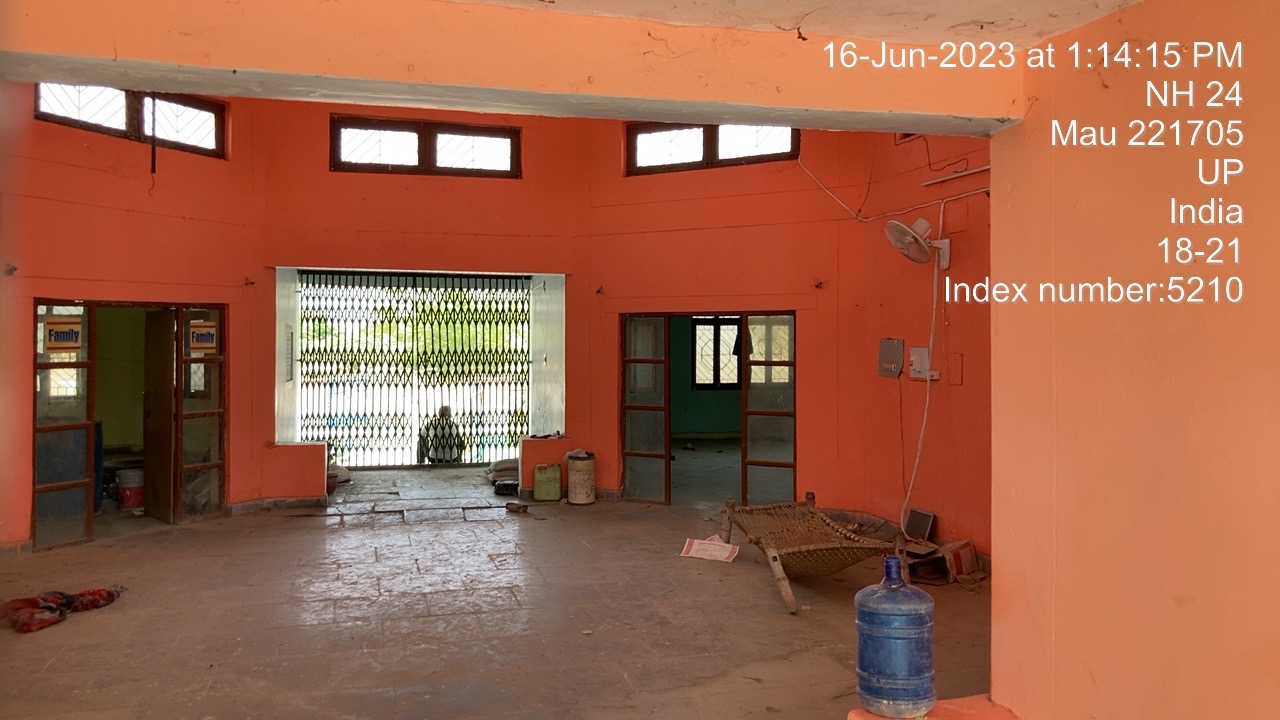 16-Jun-2023 at 1:14:15 PM
NH 24
Mau 221705
UP
India
18-21
Index number:5210
Family
Family